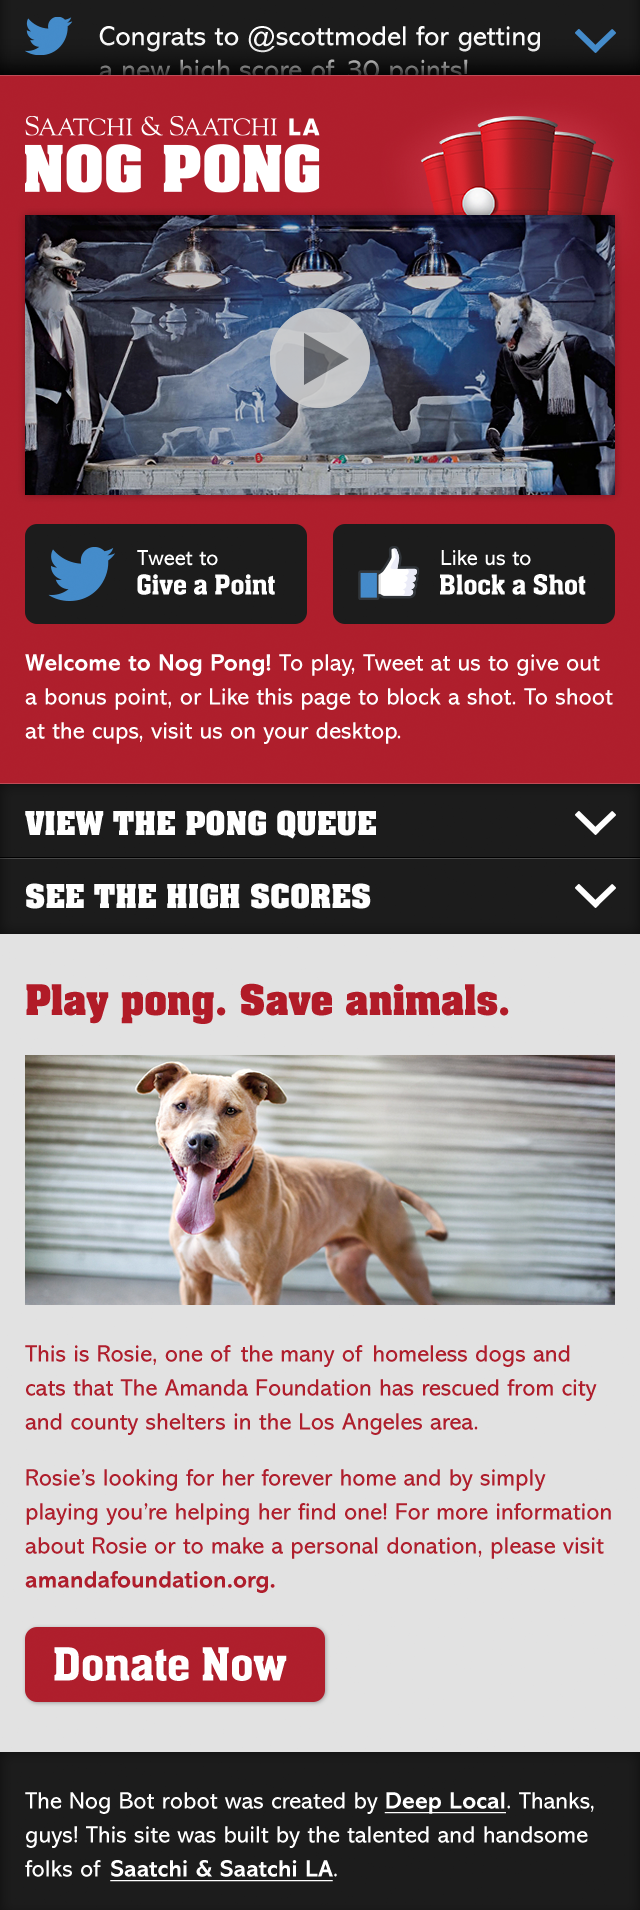 Congrats to @scottmodel for getting
a new high score of 30 points!
SAATCHI & SAATCHI LA
NOG PONG
Tweet to
Give a Point
Like us to
Block a Shot
Welcome to Nog Pong! To play, Tweet at us to give out
a bonus point, or Like this page to block a shot. To shoot
at the cups, visit us on your desktop.
VIEW THE PONG QUEUE
SEE THE HIGH SCORES
Play pong. Save animals.
This is Rosie, one of the many of homeless dogs and
cats that The Amanda Foundation has rescued from city
and county shelters in the Los Angeles area.
Rosie's looking for her forever home and by simply
playing you're helping her find one! For more information
about Rosie or to make a personal donation, please visit
amandafoundation.org.
Donate Now
The Nog Bot robot was created by Deep Local. Thanks,
guys! This site was built by the talented and handsome
folks of Saatchi & Saatchi LA.